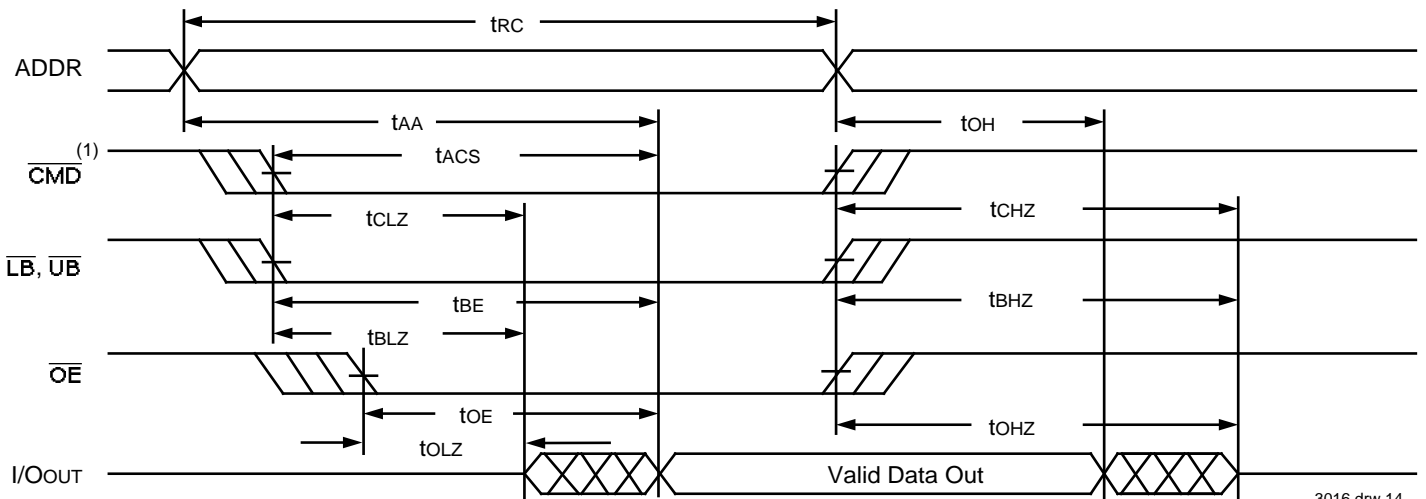 tRC
ADDR
tAA
tOH
CMD(1)
tACS
tCLZ
tCHZ
LB, UB
tBE
tBHZ
tBLZ
OE
tOE
tOHZ
tOLZ
I/OOUT
Valid Data Out
3016 drw 14